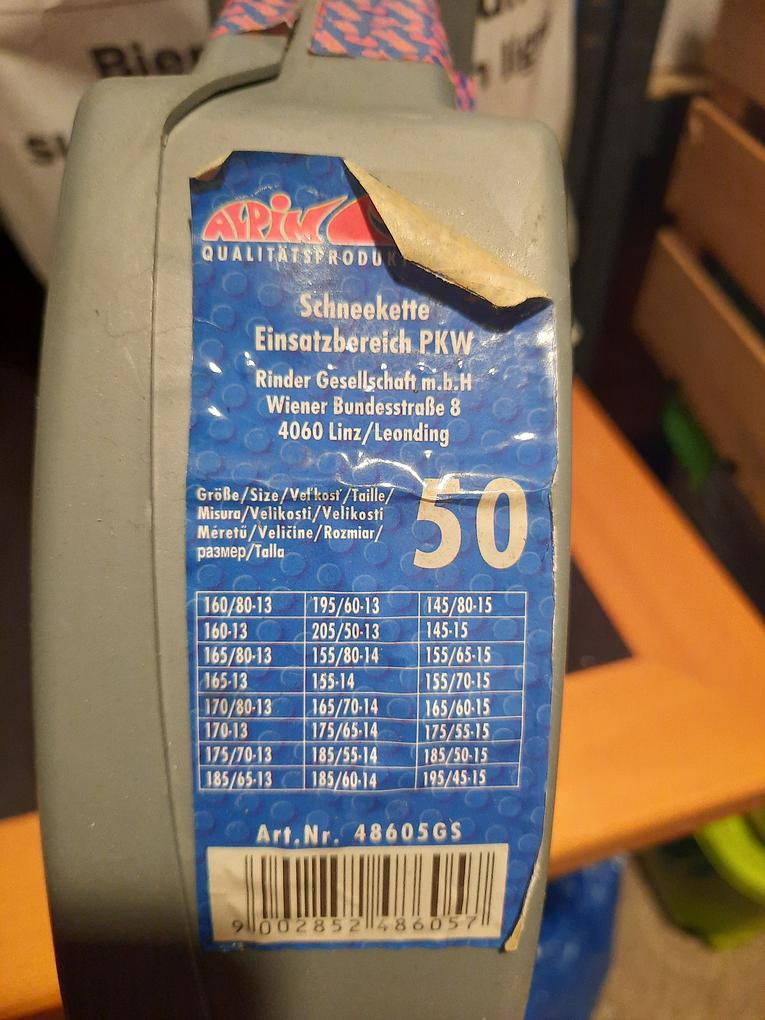 ALPIN
QUALITÄTSPRODUK
Schneekette
Einsatzbereich PKW
Rinder Gesellschaft m.b.H
Wiener Bundesstraße 8
4060 Linz/Leonding
Größe/Size/Veľkosť/Taille/
Misura/Velikosti/Velikosti
Méretű/Veličine/Rozmiar/
размер/Talla
50
160/80-13 195/60-13 145/80-15
160-13 205/50-13 145-15
165/80-13 155/80-14 155/65-15
165-13 155-14 155/70-15
170/80-13 165/70-14 165/60-15
170-13 175/65-14 175/55-15
175/70-13 185/55-14 185/50-15
185/65-13 185/60-14 195/45-15
Art.Nr. 48605GS
9 002852 486057